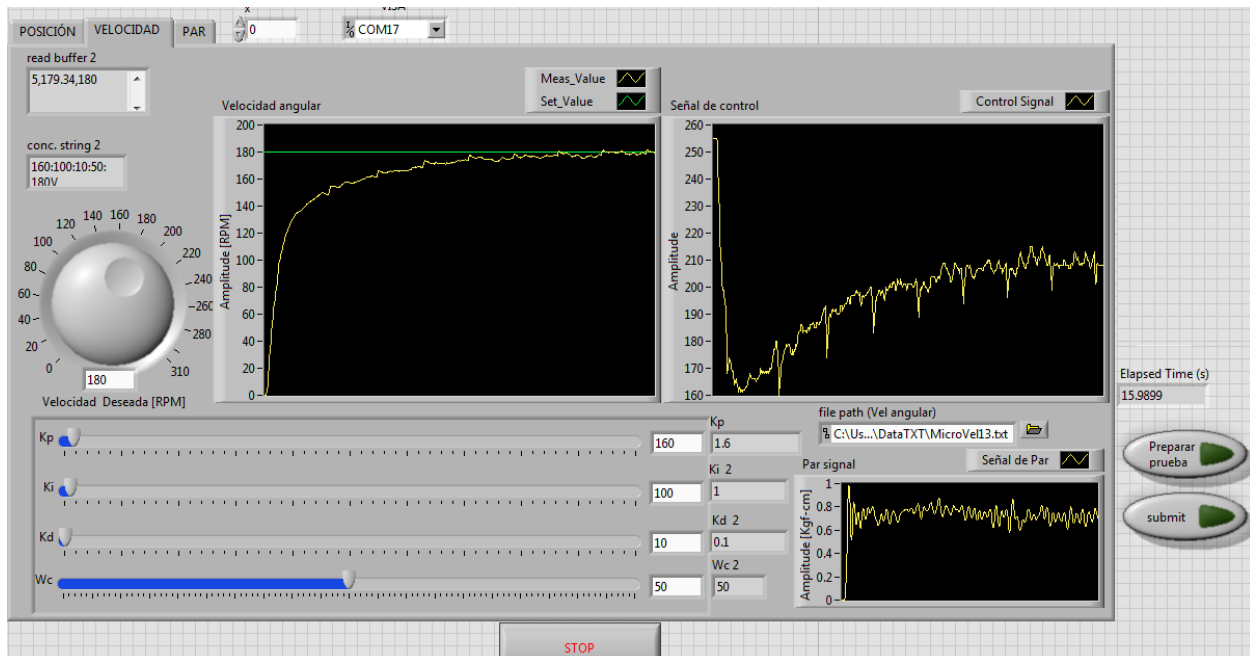 x
VISA
POSICIÓN VELOCIDAD PAR 0 COM17
read buffer 2
5,179.34,180
Meas_Value
Set_Value
Velocidad angular
Señal de control
Control Signal
conc. string 2
160:100:10:50:
180V
Amplitude [RPM]
200
180
160
140
120
100
80
60
40
20
0
Amplitude
260
250
240
230
220
210
200
190
180
170
160
0
20
40
60
80
100
120
140
160
180
200
220
240
260
280
310
180
Velocidad Deseada [RPM]
Elapsed Time (s)
15.9899
Preparar
prueba
submit
Kp 160
Kp
1.6
Ki 100
Ki 2
1
Kd 10
Kd 2
0.1
Wc 50
Wc 2
50
file path (Vel angular)
C:\Us...\DataTXT\MicroVel13.txt
Par signal
Señal de Par
Amplitude [Kgf-cm]
1
0.8
0.6
0.4
0.2
0
STOP